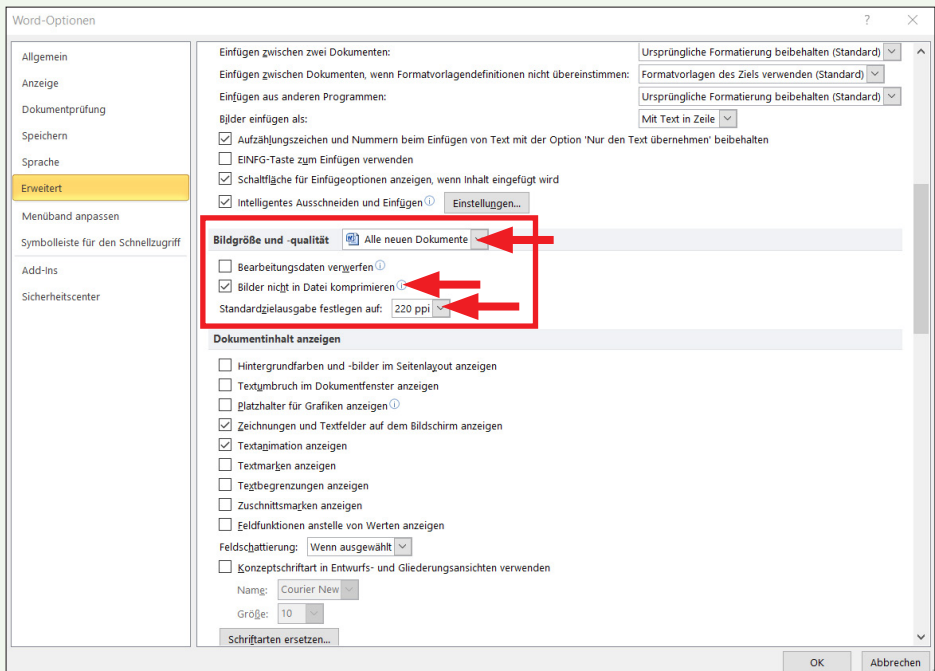 Word-Optionen ?
Allgemein
Anzeige
Dokumentprüfung
Speichern
Sprache
Erweitert
Menüband anpassen
Symbolleiste für den Schnellzugriff
Add-Ins
Sicherheitscenter
Einfügen zwischen zwei Dokumenten: Ursprüngliche Formatierung beibehalten (Standard)
Einfügen zwischen Dokumenten, wenn Formatvorlagendefinitionen nicht übereinstimmen: Formatvorlagen des Ziels verwenden (Standard)
Einfügen aus anderen Programmen: Ursprüngliche Formatierung beibehalten (Standard)
Bilder einfügen als: Mit Text in Zeile
Aufzählungszeichen und Nummern beim Einfügen von Text mit der Option 'Nur den Text übernehmen' beibehalten
EINFG-Taste zum Einfügen verwenden
Schaltfläche für Einfügeoptionen anzeigen, wenn Inhalt eingefügt wird
Intelligentes Ausschneiden und Einfügen Einstellungen...
Bildgröße und -qualität Alle neuen Dokumente
Bearbeitungsdaten verwerfen
Bilder nicht in Datei komprimieren
Standardzielausgabe festlegen auf: 220 ppi
Dokumentinhalt anzeigen
Hintergrundfarben und -bilder im Seitenlayout anzeigen
Textumbruch im Dokumentfenster anzeigen
Platzhalter für Grafiken anzeigen
Zeichnungen und Textfelder auf dem Bildschirm anzeigen
Textanimation anzeigen
Textmarken anzeigen
Textbegrenzungen anzeigen
Zuschnittsmarken anzeigen
Feldfunktionen anstelle von Werten anzeigen
Feldschattierung: Wenn ausgewählt
Konzeptschriftart in Entwurfs- und Gliederungsansichten verwenden
Name: Courier New
Größe: 10
Schriftarten ersetzen...
OK Abbrechen